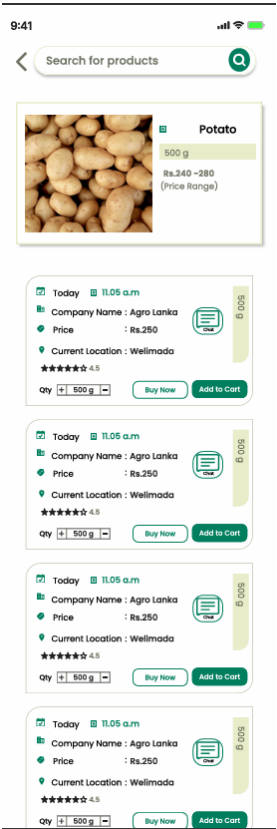 9:41
Search for products
Potato
500 g
Rs.240 -280
(Price Range)
Today 11.05 a.m
500 g
Company Name : Agro Lanka
Price : Rs.250
Chat
Current Location : Welimada
4.5
Qty + 500 g - Buy Now Add to Cart
Today 11.05 a.m
500 g
Company Name : Agro Lanka
Price : Rs.250
Chat
Current Location : Welimada
4.5
Qty + 500 g - Buy Now Add to Cart
Today 11.05 a.m
500 g
Company Name : Agro Lanka
Price : Rs.250
Chat
Current Location : Welimada
4.5
Qty + 500 g - Buy Now Add to Cart
Today 11.05 a.m
500 g
Company Name : Agro Lanka
Price : Rs.250
Chat
Current Location : Welimada
4.5
Qty + 500 g - Buy Now Add to Cart